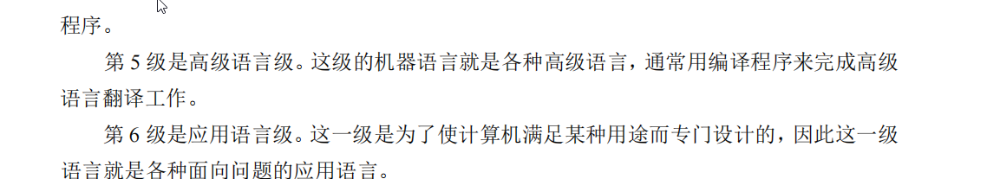 程序。
第 5 级是高级语言级。这级的机器语言就是各种高级语言，通常用编译程序来完成高级
语言翻译工作。
第 6 级是应用语言级。这一级是为了使计算机满足某种用途而专门设计的，因此这一级
语言就是各种面向问题的应用语言。